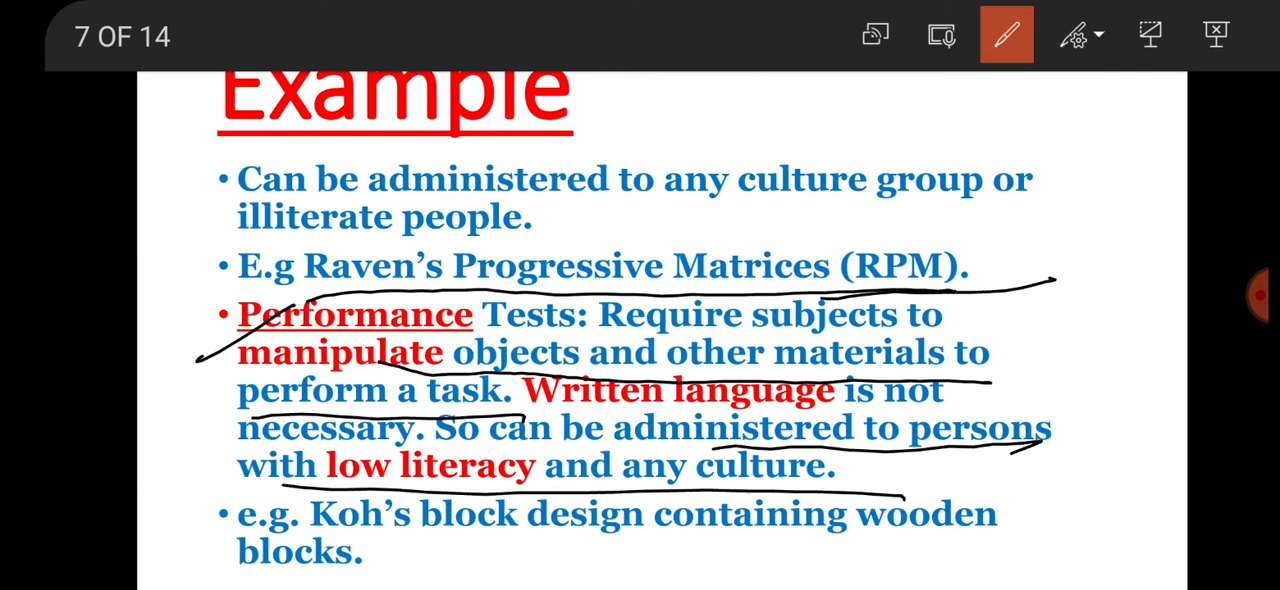 7 OF 14
Example
• Can be administered to any culture group or
illiterate people.
• E.g Raven’s Progressive Matrices (RPM).
• Performance Tests: Require subjects to
manipulate objects and other materials to
perform a task. Written language is not
necessary. So can be administered to persons
with low literacy and any culture.
• e.g. Koh’s block design containing wooden
blocks.